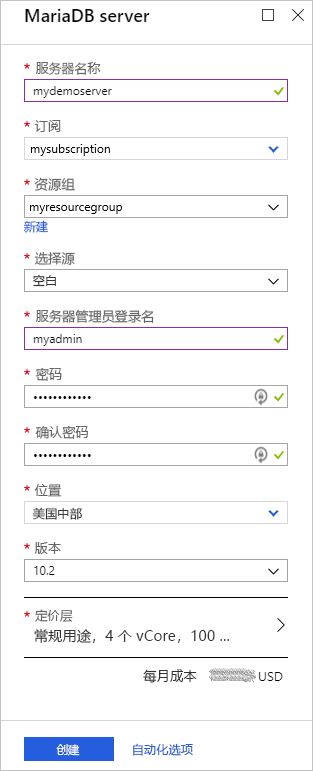 MariaDB server
* 服务器名称
mydemoserver
* 订阅
mysubscription
* 资源组
myresourcegroup
新建
* 选择源
空白
* 服务器管理员登录名
myadmin
* 密码
••••••••••••
* 确认密码
••••••••••••
* 位置
美国中部
* 版本
10.2
* 定价层
常规用途，4 个 vCore，100 ...
每月成本 USD
创建 自动化选项